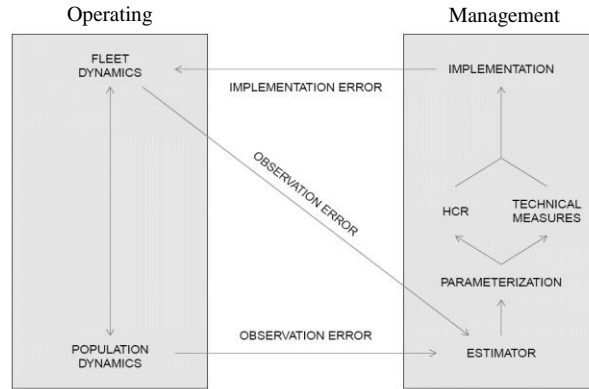 Operating
Management
FLEET
DYNAMICS
IMPLEMENTATION
IMPLEMENTATION ERROR
OBSERVATION ERROR
HCR
TECHNICAL
MEASURES
PARAMETERIZATION
OBSERVATION ERROR
POPULATION
DYNAMICS
ESTIMATOR